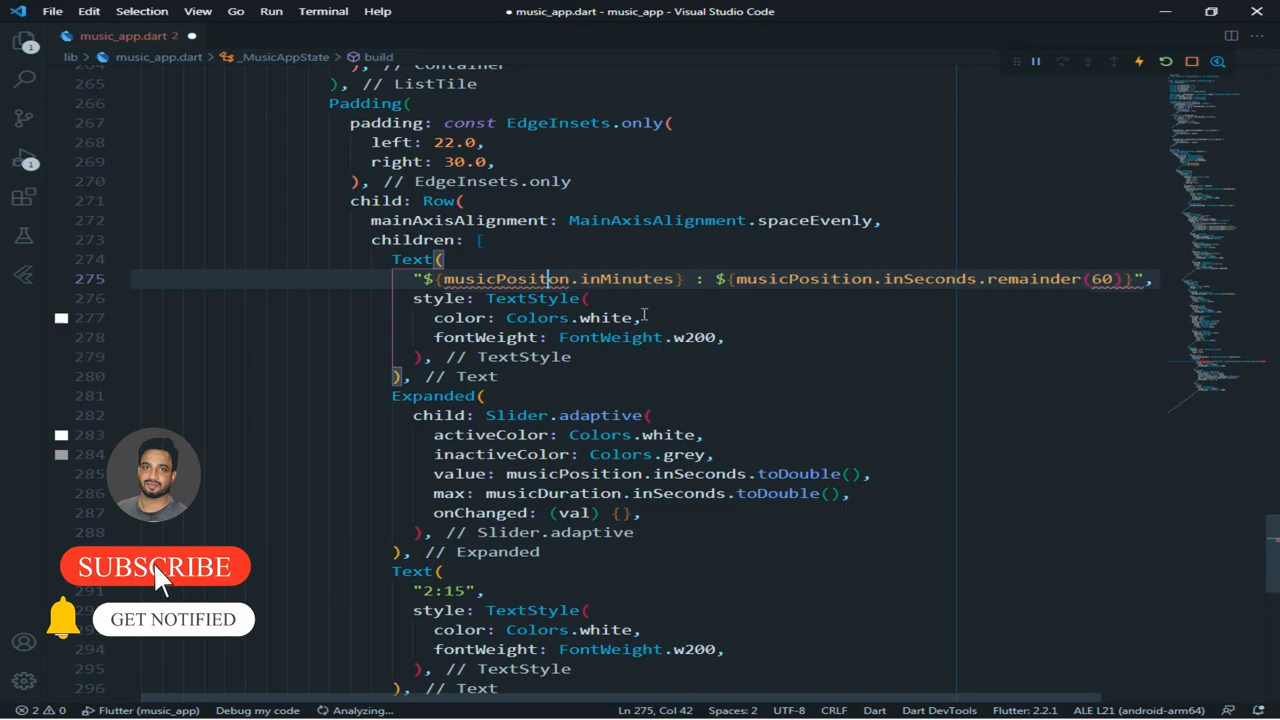 File Edit Selection View Go Run Terminal Help ● music_app.dart - music_app - Visual Studio Code
music_app.dart 2 ●
lib > music_app.dart > _MusicAppState > build
264 ), // Container
265 ), // ListTile
266 Padding(
267 padding: const EdgeInsets.only(
268 left: 22.0,
269 right: 30.0,
270 ), // EdgeInsets.only
271 child: Row(
272 mainAxisAlignment: MainAxisAlignment.spaceEvenly,
273 children: [
274 Text(
275 "${musicPositon.inMinutes} : ${musicPosition.inSeconds.remainder(60)}",
276 style: TextStyle(
277 color: Colors.white,
278 fontWeight: FontWeight.w200,
279 ), // TextStyle
280 ), // Text
281 Expanded(
282 child: Slider.adaptive(
283 activeColor: Colors.white,
284 inactiveColor: Colors.grey,
285 value: musicPosition.inSeconds.toDouble(),
286 max: musicDuration.inSeconds.toDouble(),
287 onChanged: (val) {},
288 ), // Slider.adaptive
), // Expanded
Text(
291 "2:15",
style: TextStyle(
color: Colors.white,
294 fontWeight: FontWeight.w200,
295 ), // TextStyle
296 ), // Text
SUBSCRIBE
GET NOTIFIED
1
1
2 0 Flutter (music_app) Debug my code Analyzing... Ln 275, Col 42 Spaces: 2 UTF-8 CRLF Dart Dart DevTools Flutter: 2.2.1 ALE L21 (android-arm64)